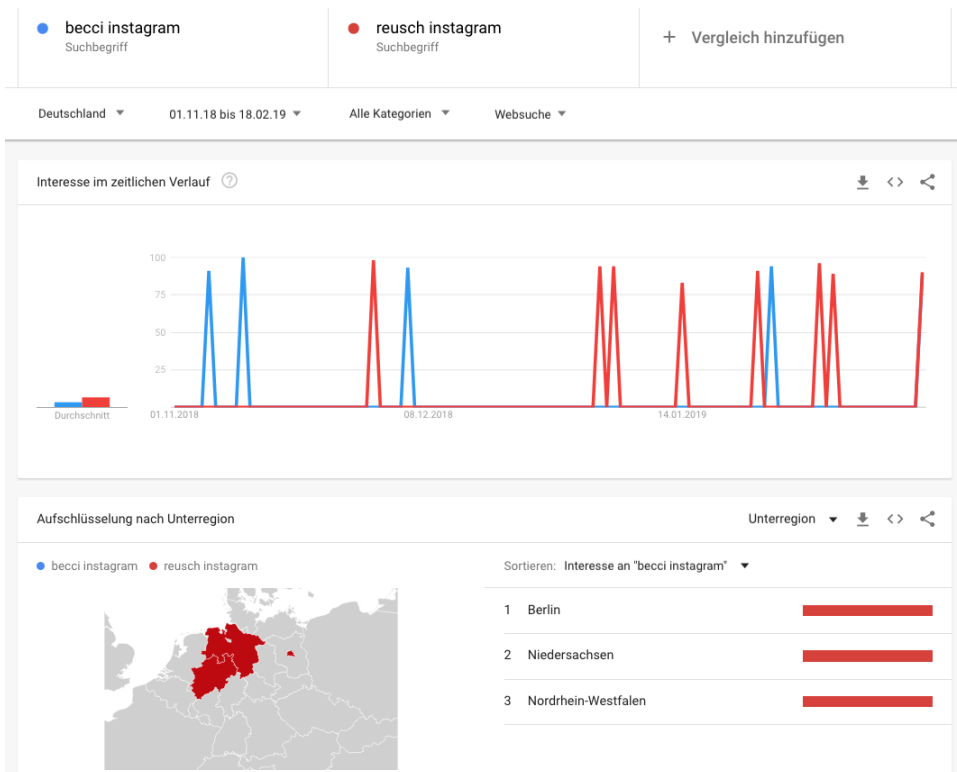 becci instagram
Suchbegriff
reusch instagram
Suchbegriff
+ Vergleich hinzufügen
Deutschland
01.11.18 bis 18.02.19
Alle Kategorien
Websuche
Interesse im zeitlichen Verlauf ?
100
75
50
25
Durchschnitt
01.11.2018
08.12.2018
14.01.2019
Aufschlüsselung nach Unterregion
Unterregion
becci instagram
reusch instagram
Sortieren: Interesse an "becci instagram"
1 Berlin
2 Niedersachsen
3 Nordrhein-Westfalen